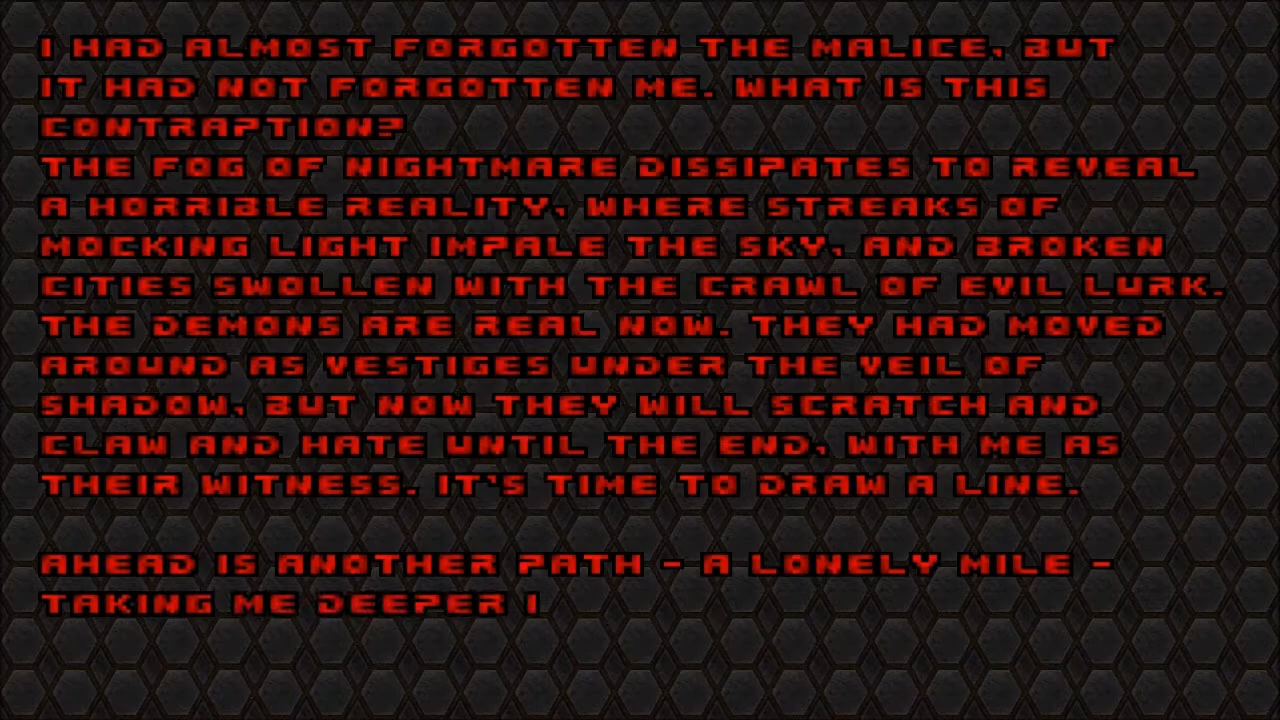 I HAD ALMOST FORGOTTEN THE MALICE, BUT
IT HAD NOT FORGOTTEN ME. WHAT IS THIS
CONTRAPTION?
THE FOG OF NIGHTMARE DISSIPATES TO REVEAL
A HORRIBLE REALITY, WHERE STREAKS OF
MOCKING LIGHT IMPALE THE SKY, AND BROKEN
CITIES SWOLLEN WITH THE CRAWL OF EVIL LURK.
THE DEMONS ARE REAL NOW. THEY HAD MOVED
AROUND AS VESTIGES UNDER THE VEIL OF
SHADOW, BUT NOW THEY WILL SCRATCH AND
CLAW AND HATE UNTIL THE END, WITH ME AS
THEIR WITNESS. IT'S TIME TO DRAW A LINE.
AHEAD IS ANOTHER PATH - A LONELY MILE -
TAKING ME DEEPER I